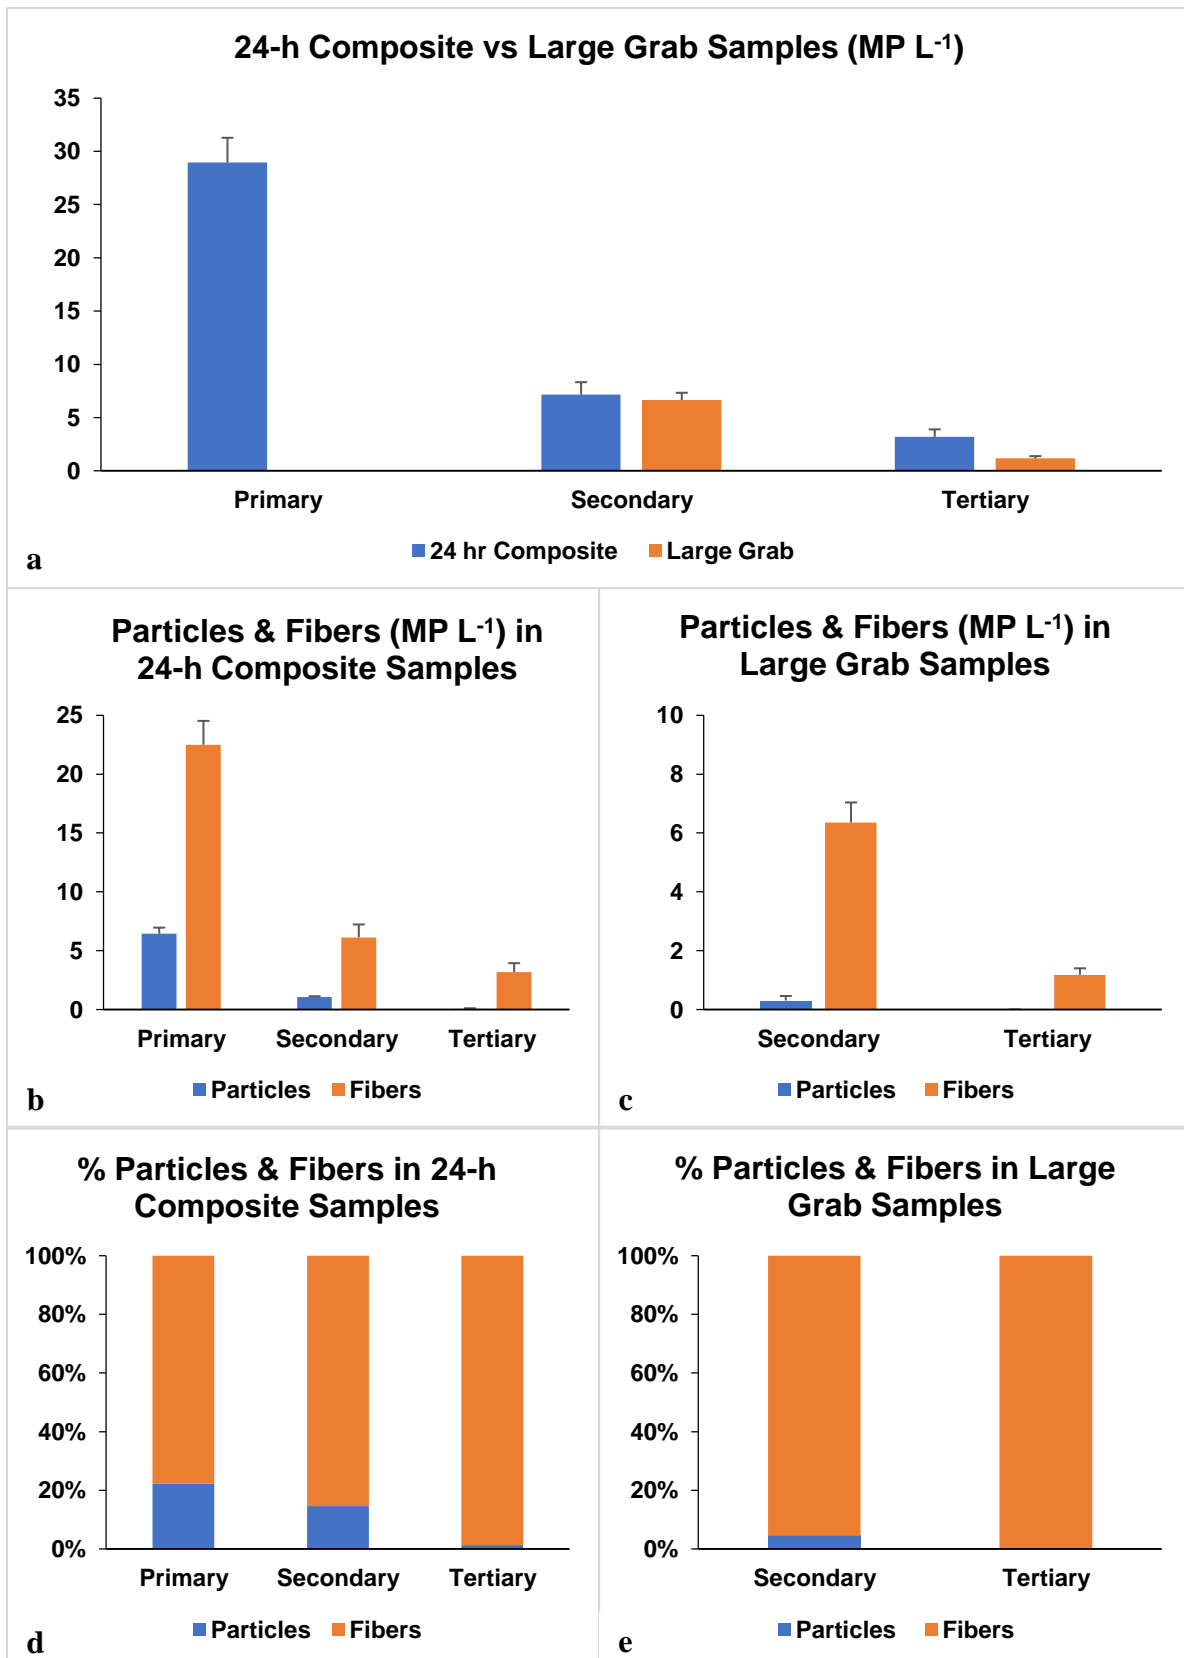 24-h Composite vs Large Grab Samples (MP L⁻¹)
35
30
25
20
15
10
5
0
Primary Secondary Tertiary
24 hr Composite Large Grab
a
Particles & Fibers (MP L⁻¹) in
24-h Composite Samples
25
20
15
10
5
0
Primary Secondary Tertiary
Particles Fibers
b
Particles & Fibers (MP L⁻¹) in
Large Grab Samples
10
8
6
4
2
0
Secondary Tertiary
Particles Fibers
c
% Particles & Fibers in 24-h
Composite Samples
100%
80%
60%
40%
20%
0%
Primary Secondary Tertiary
Particles Fibers
d
% Particles & Fibers in Large
Grab Samples
100%
80%
60%
40%
20%
0%
Secondary Tertiary
Particles Fibers
e